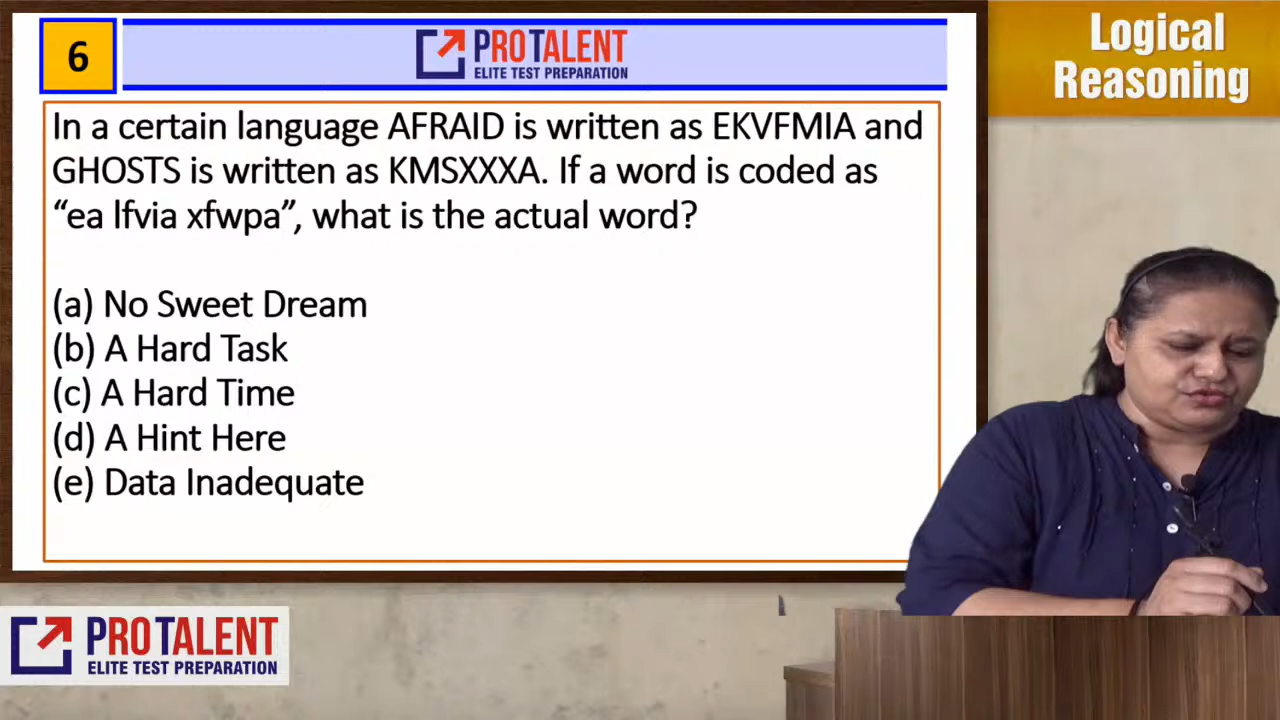 6
PROTALENT
ELITE TEST PREPARATION
Logical
Reasoning
In a certain language AFRAID is written as EKVFMIA and
GHOSTS is written as KMSXXXA. If a word is coded as
“ea lfvia xfwpa”, what is the actual word?
(a) No Sweet Dream
(b) A Hard Task
(c) A Hard Time
(d) A Hint Here
(e) Data Inadequate
PROTALENT
ELITE TEST PREPARATION